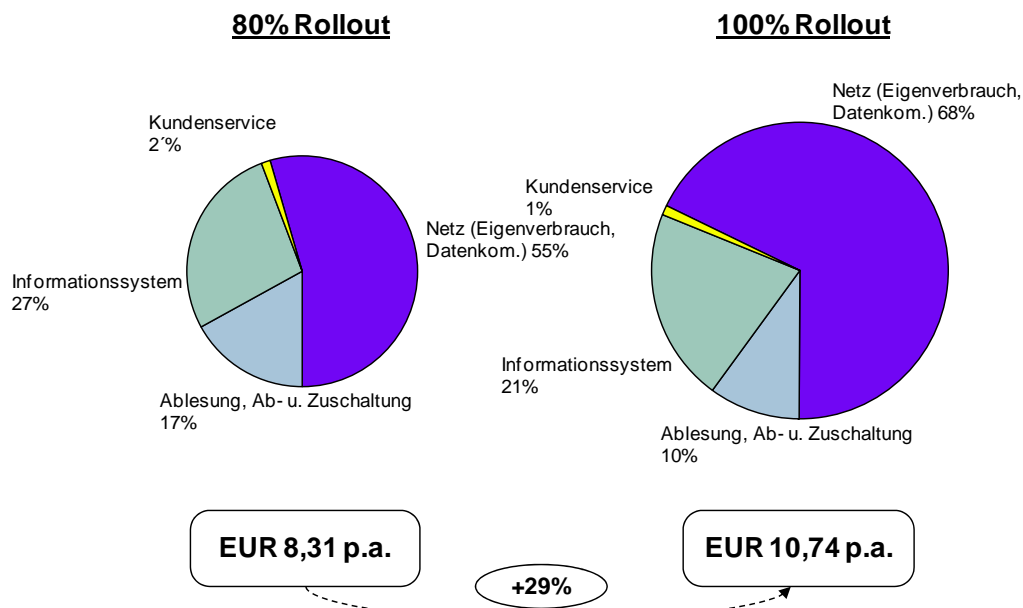 80% Rollout
Kundenservice
2´%
Netz (Eigenverbrauch,
Datenkom.) 55%
Informationssystem
27%
Ablesung, Ab- u. Zuschaltung
17%
100% Rollout
Netz (Eigenverbrauch,
Datenkom.) 68%
Kundenservice
1%
Informationssystem
21%
Ablesung, Ab- u. Zuschaltung
10%
EUR 8,31 p.a.
EUR 10,74 p.a.
+29%